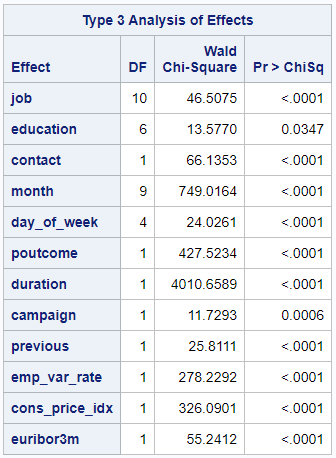 Type 3 Analysis of Effects
Effect DF Wald Chi-Square Pr > ChiSq
job 10 46.5075 <.0001
education 6 13.5770 0.0347
contact 1 66.1353 <.0001
month 9 749.0164 <.0001
day_of_week 4 24.0261 <.0001
poutcome 1 427.5234 <.0001
duration 1 4010.6589 <.0001
campaign 1 11.7293 0.0006
previous 1 25.8111 <.0001
emp_var_rate 1 278.2292 <.0001
cons_price_idx 1 326.0901 <.0001
euribor3m 1 55.2412 <.0001